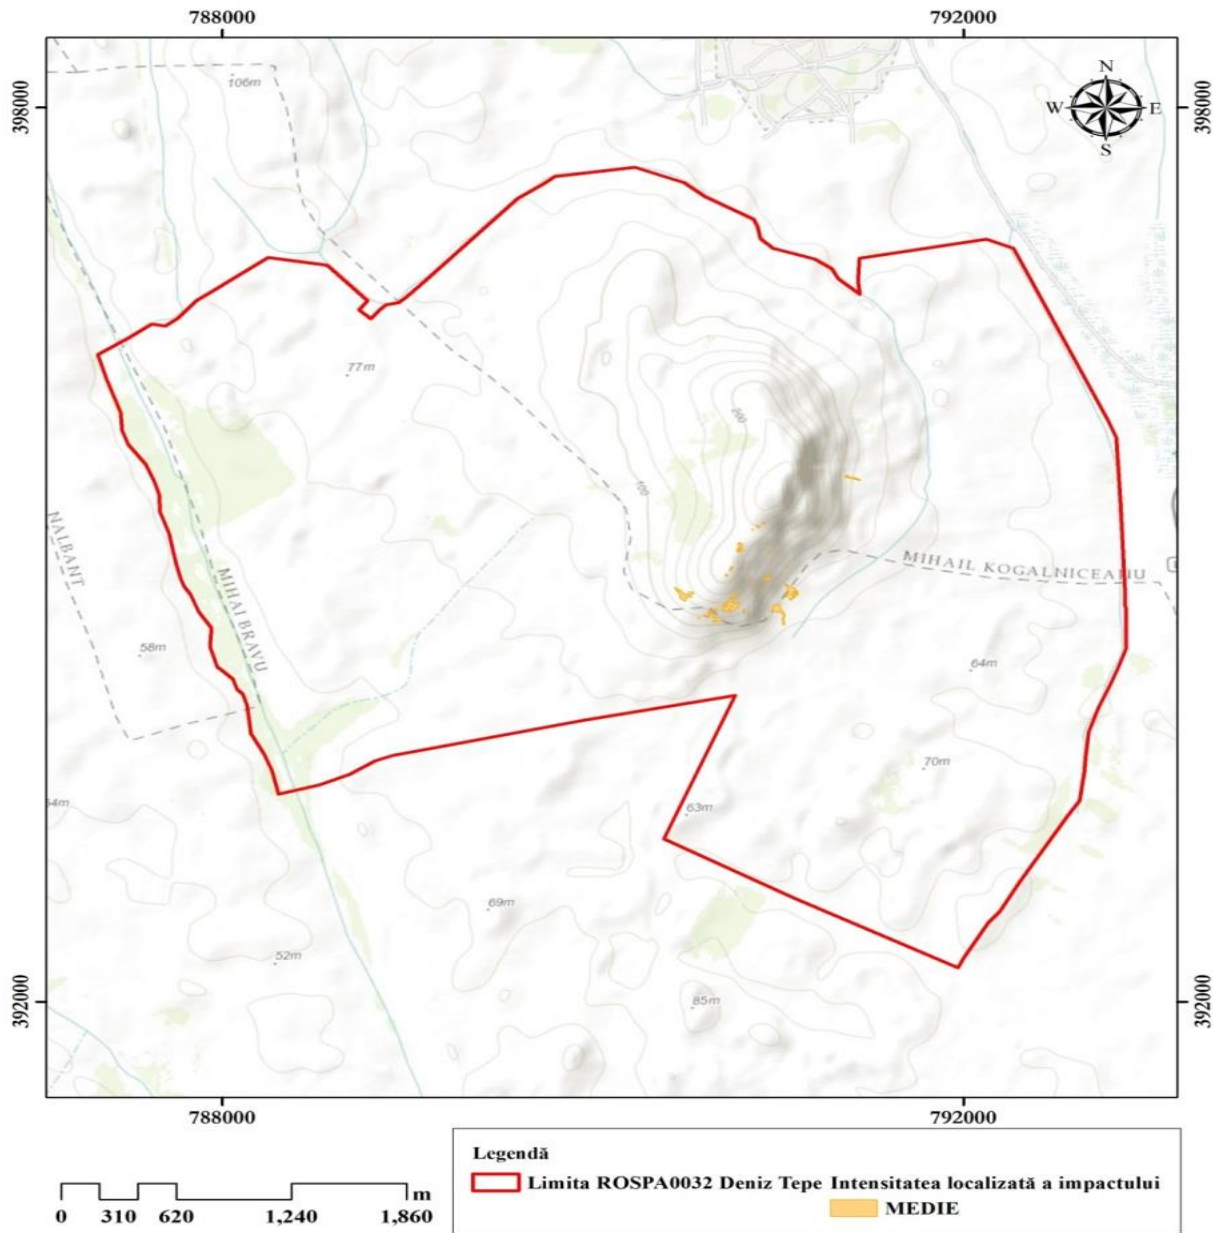 788000 792000
398000 398000
N
W E
S
106m
77m
200
100
NALBANT
MIHAI BRAVU
MIHAIL KOGALNICEANU
58m
64m
70m
63m
69m
52m
85m
392000 392000
788000 792000
Legendă
Limita ROSPA0032 Deniz Tepe Intensitatea localizată a impactului
MEDIE
m
0 310 620 1,240 1,860